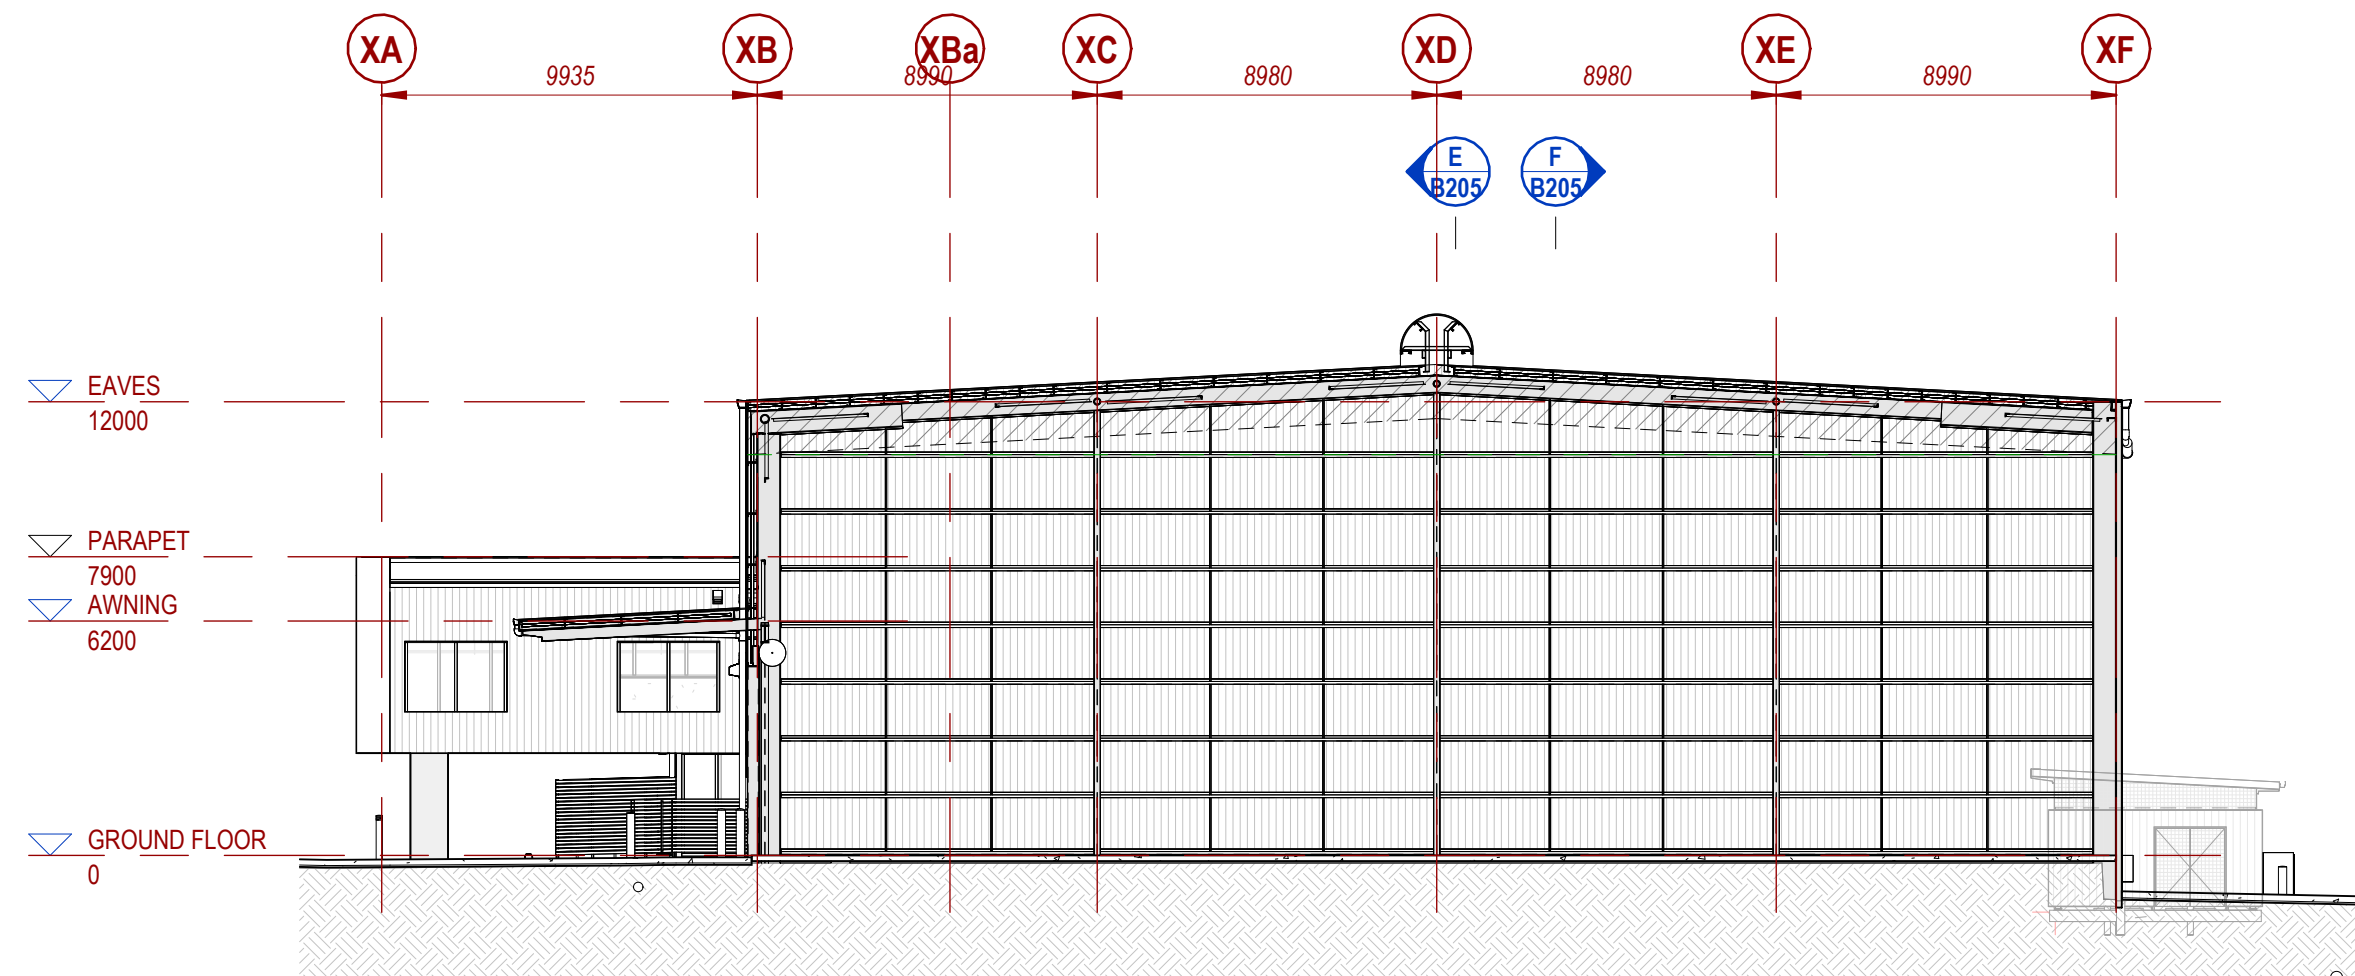 XA
XB
XBa
XC
XD
XE
XF
9935
8990
8980
8980
8990
E
B205
F
B205
EAVES
12000
PARAPET
7900
AWNING
6200
GROUND FLOOR
0